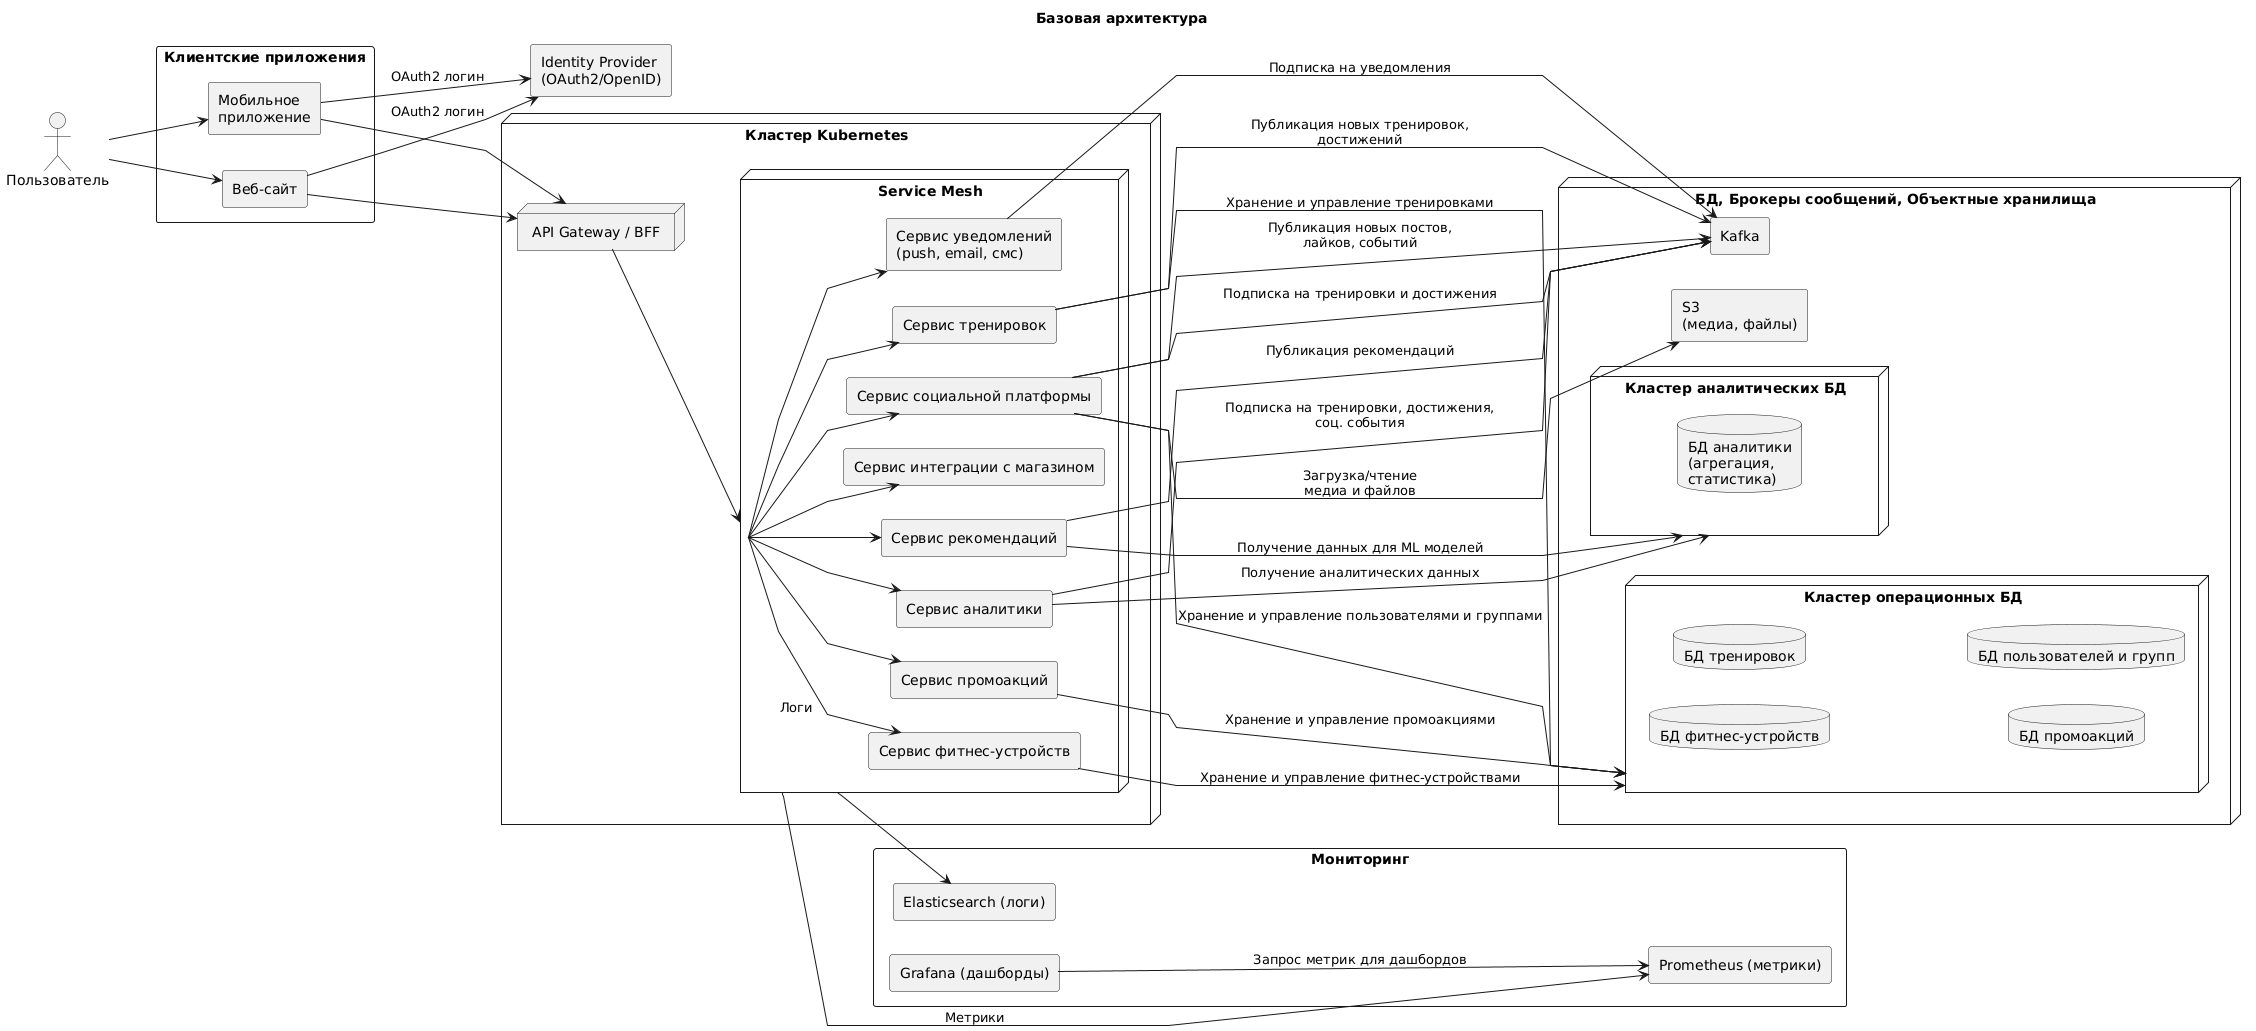 Базовая архитектура
Пользователь
Клиентские приложения
Мобильное
приложение
Веб-сайт
OAuth2 логин
OAuth2 логин
Identity Provider
(OAuth2/OpenID)
Кластер Kubernetes
API Gateway / BFF
Service Mesh
Сервис уведомлений
(push, email, смс)
Сервис тренировок
Сервис социальной платформы
Сервис интеграции с магазином
Сервис рекомендаций
Сервис аналитики
Сервис промоакций
Логи
Сервис фитнес-устройств
Подписка на уведомления
Публикация новых тренировок,
достижений
Хранение и управление тренировками
Публикация новых постов,
лайков, событий
Подписка на тренировки и достижения
Публикация рекомендаций
Подписка на тренировки, достижения,
соц. события
Загрузка/чтение
медиа и файлов
Получение данных для ML моделей
Получение аналитических данных
Хранение и управление пользователями и группами
Хранение и управление промоакциями
Хранение и управление фитнес-устройствами
БД, Брокеры сообщений, Объектные хранилища
Kafka
S3
(медиа, файлы)
Кластер аналитических БД
БД аналитики
(агрегация,
статистика)
Кластер операционных БД
БД тренировок
БД пользователей и групп
БД фитнес-устройств
БД промоакций
Мониторинг
Elasticsearch (логи)
Grafana (дашборды)
Запрос метрик для дашбордов
Prometheus (метрики)
Метрики